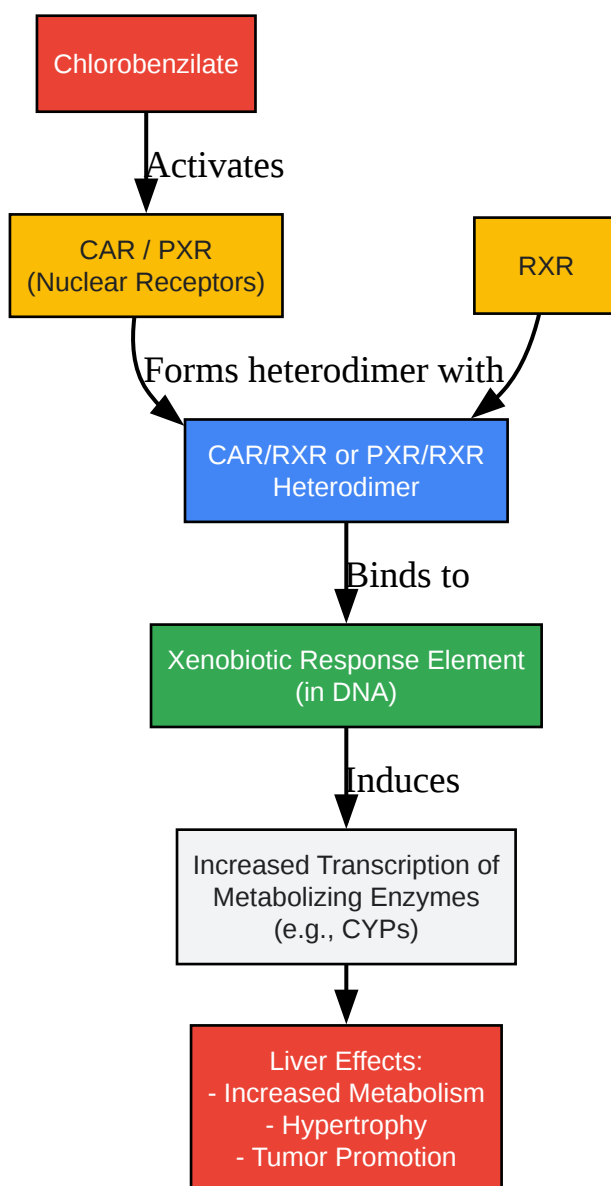 Chlorobenzilate
Activates
CAR / PXR
(Nuclear Receptors)
RXR
Forms heterodimer with
CAR/RXR or PXR/RXR
Heterodimer
Binds to
Xenobiotic Response Element
(in DNA)
Induces
Increased Transcription of
Metabolizing Enzymes
(e.g., CYPs)
Liver Effects:
- Increased Metabolism
- Hypertrophy
- Tumor Promotion